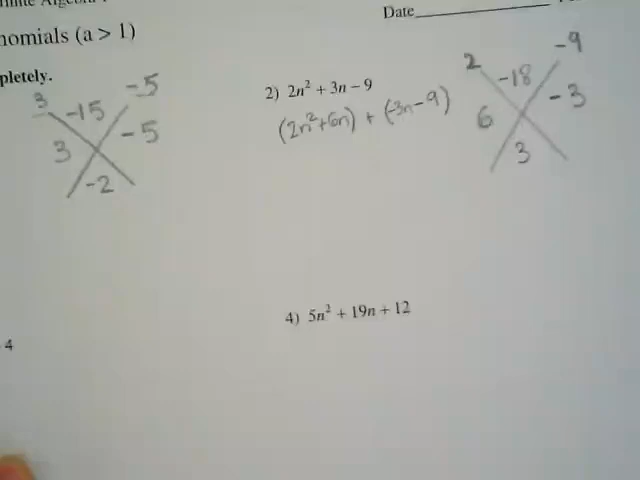 Algebra
Date
nomials (a > 1)
pletely.
3 -15 -5
3 -5
-2
2) 2n² + 3n - 9
(2n²+6n) + (-3n-9)
2 -18 -9
6 -3
3
4) 5n² + 19n + 12
4